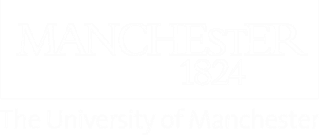 MANCHESTER
1824
The University of Manchester